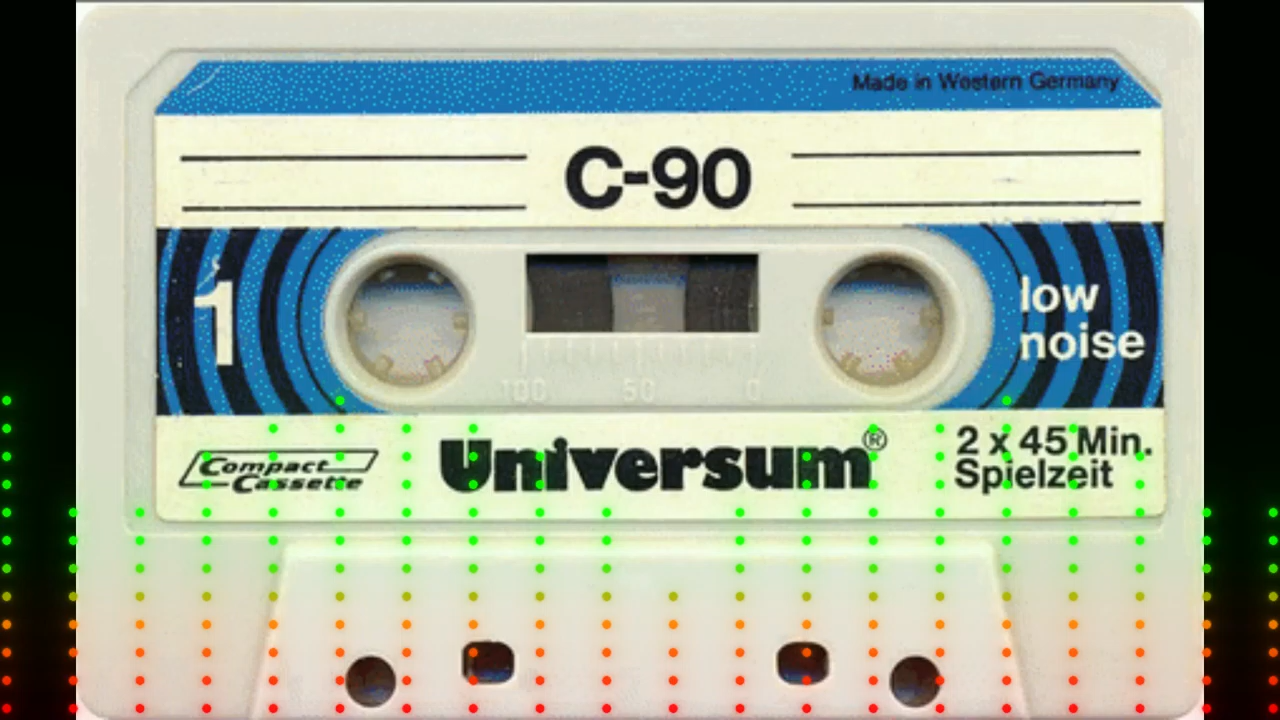 Made in Western Germany
C-90
1
low
noise
100 50 0
Compact
Cassette
Universum®
2 x 45 Min.
Spielzeit